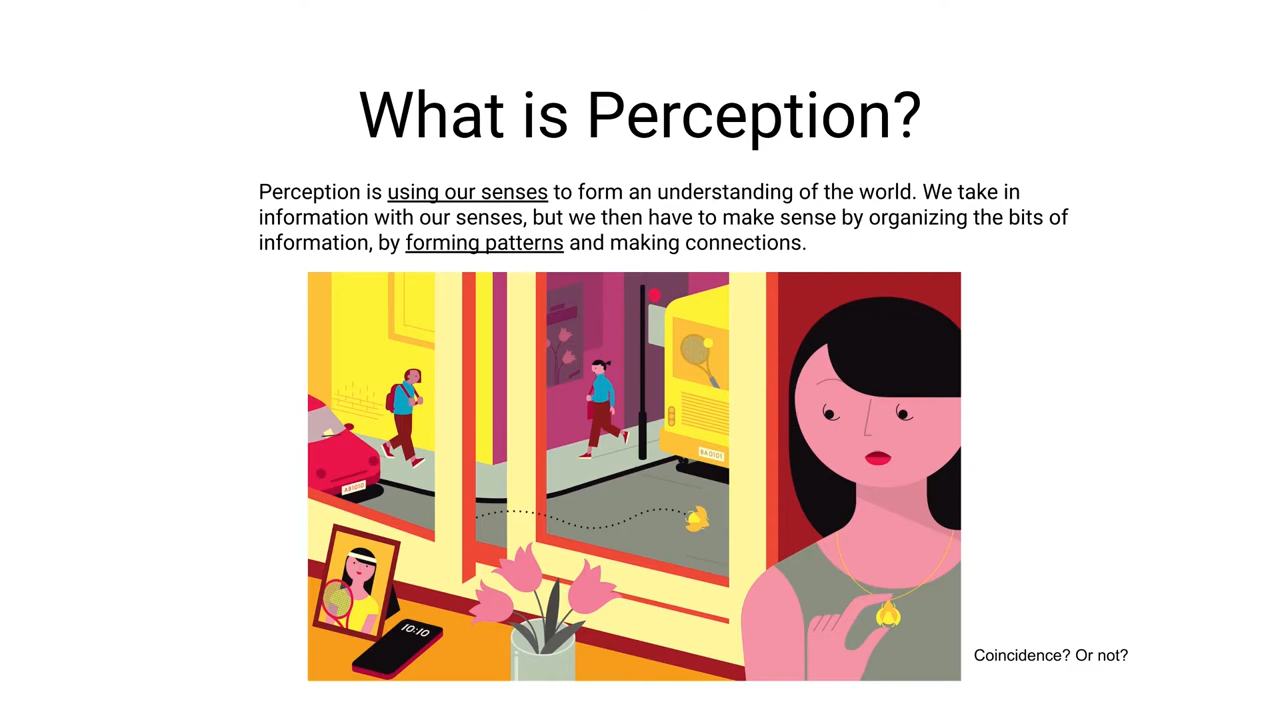 What is Perception?
Perception is using our senses to form an understanding of the world. We take in
information with our senses, but we then have to make sense by organizing the bits of
information, by forming patterns and making connections.
BA0101
AB1010
10:10
Coincidence? Or not?